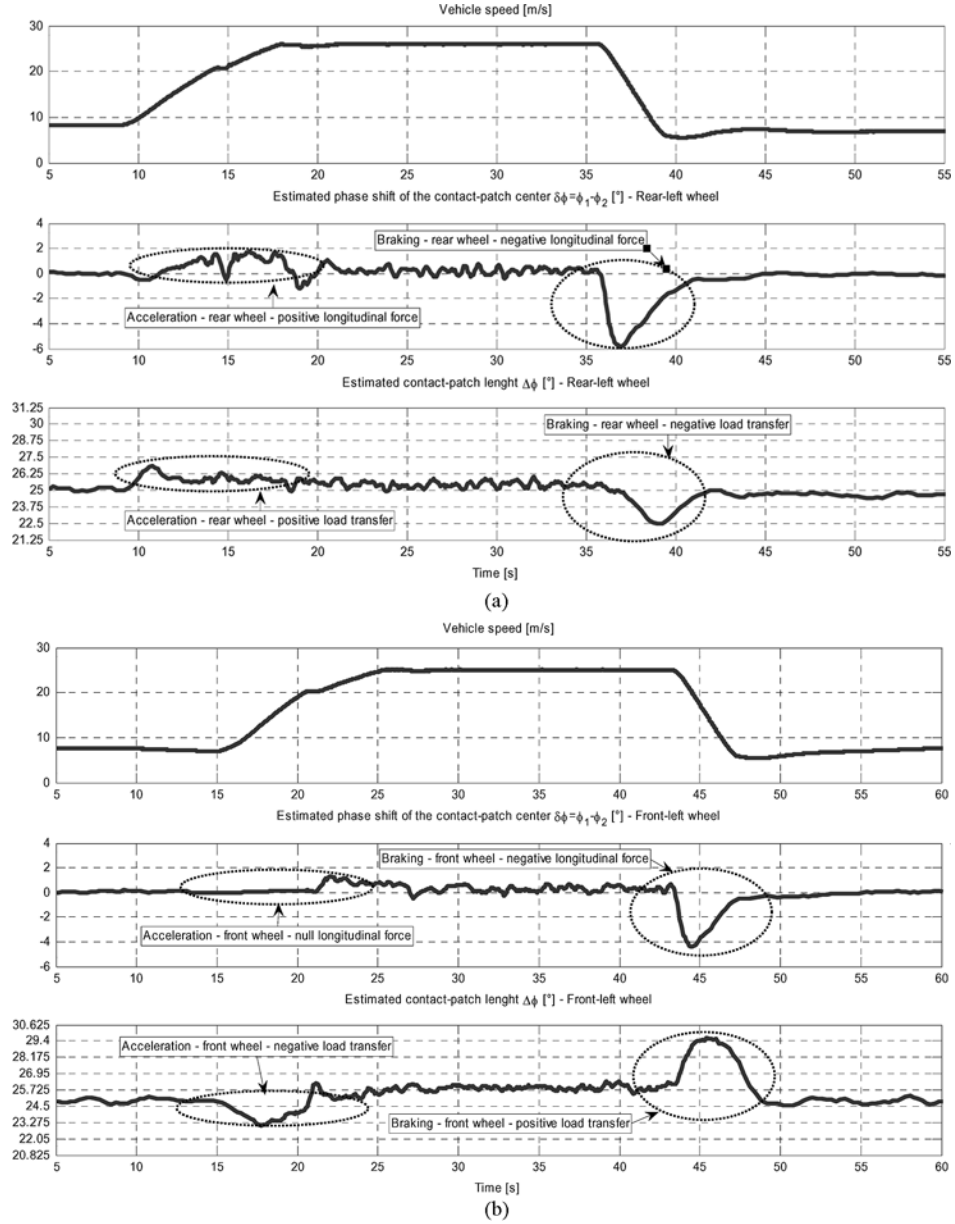 Vehicle speed [m/s]
30
20
10
0
5 10 15 20 25 30 35 40 45 50 55
Estimated phase shift of the contact-patch center δϕ=ϕ1-ϕ2 [°] - Rear-left wheel
4
2
0
-2
-4
-6
Braking - rear wheel - negative longitudinal force
Acceleration - rear wheel - positive longitudinal force
5 10 15 20 25 30 35 40 45 50 55
Estimated contact-patch lenght Δϕ [°] - Rear-left wheel
31.25
30
28.75
27.5
26.25
25
23.75
22.5
21.25
Braking - rear wheel - negative load transfer
Acceleration - rear wheel - positive load transfer
5 10 15 20 25 30 35 40 45 50 55
Time [s]
(a)
Vehicle speed [m/s]
30
20
10
0
5 10 15 20 25 30 35 40 45 50 55 60
Estimated phase shift of the contact-patch center δϕ=ϕ1-ϕ2 [°] - Front-left wheel
4
2
0
-2
-4
-6
Braking - front wheel - negative longitudinal force
Acceleration - front wheel - null longitudinal force
5 10 15 20 25 30 35 40 45 50 55 60
Estimated contact-patch lenght Δϕ [°] - Front-left wheel
30.625
29.4
28.175
26.95
25.725
24.5
23.275
22.05
20.825
Acceleration - front wheel - negative load transfer
Braking - front wheel - positive load transfer
5 10 15 20 25 30 35 40 45 50 55 60
Time [s]
(b)